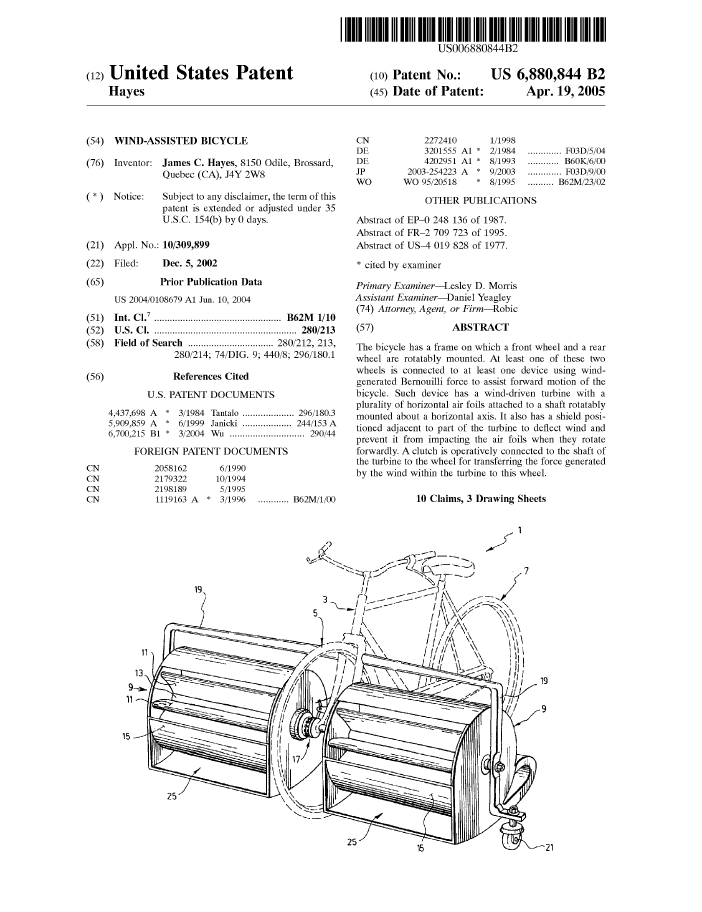 US006880844B2
(12) United States Patent
Hayes
(10) Patent No.: US 6,880,844 B2
(45) Date of Patent: Apr. 19, 2005
(54) WIND-ASSISTED BICYCLE
(76) Inventor: James C. Hayes, 8150 Odile, Brossard,
Quebec (CA), J4Y 2W8
( * ) Notice: Subject to any disclaimer, the term of this
patent is extended or adjusted under 35
U.S.C. 154(b) by 0 days.
(21) Appl. No.: 10/309,899
(22) Filed: Dec. 5, 2002
(65) Prior Publication Data
US 2004/0108679 A1 Jun. 10, 2004
(51) Int. Cl.7 .......................................... B62M 1/10
(52) U.S. Cl. ............................................... 280/213
(58) Field of Search ............................ 280/212, 213,
280/214; 74/DIG. 9; 440/8; 296/180.1
(56) References Cited
U.S. PATENT DOCUMENTS
4,437,698 A * 3/1984 Tantalo .................. 296/180.3
5,909,859 A * 6/1999 Janicki .................. 244/153 A
6,700,215 B1 * 3/2004 Wu .......................... 290/44
FOREIGN PATENT DOCUMENTS
CN 2058162 6/1990
CN 2179322 10/1994
CN 2198189 5/1995
CN 1119163 A * 3/1996 ............ B62M/1/00
CN 2272410 1/1998
DE 3201555 A1 * 2/1984 ............. F03D/5/04
DE 4202951 A1 * 8/1993 ............ B60K/6/00
JP 2003-254223 A * 9/2003 ............. F03D/9/00
WO WO 95/20518 * 8/1995 .......... B62M/23/02
OTHER PUBLICATIONS
Abstract of EP-0 248 136 of 1987.
Abstract of FR-2 709 723 of 1995.
Abstract of US-4 019 828 of 1977.
* cited by examiner
Primary Examiner—Lesley D. Morris
Assistant Examiner—Daniel Yeagley
(74) Attorney, Agent, or Firm—Robic
(57) ABSTRACT
The bicycle has a frame on which a front wheel and a rear
wheel are rotatably mounted. At least one of these two
wheels is connected to at least one device using wind-
generated Bernouilli force to assist forward motion of the
bicycle. Such device has a wind-driven turbine with a
plurality of horizontal air foils attached to a shaft rotatably
mounted about a horizontal axis. It also has a shield posi-
tioned adjacent to part of the turbine to deflect wind and
prevent it from impacting the air foils when they rotate
forwardly. A clutch is operatively connected to the shaft of
the turbine to the wheel for transferring the force generated
by the wind within the turbine to this wheel.
10 Claims, 3 Drawing Sheets
1
7
19
3
5
11
13
9
11
15
19
9
17
25
25
15
21